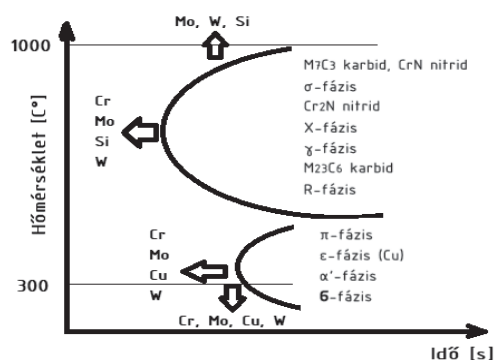 Mo, W, Si
1000
Hőmérséklet [C°]
Cr
Mo
Si
W
M7C3 karbid, CrN nitrid
σ-fázis
Cr2N nitrid
X-fázis
γ-fázis
M23C6 karbid
R-fázis
Cr
Mo
Cu
W
π-fázis
ε-fázis (Cu)
α'-fázis
б-fázis
300
Cr, Mo, Cu, W
Idő [s]